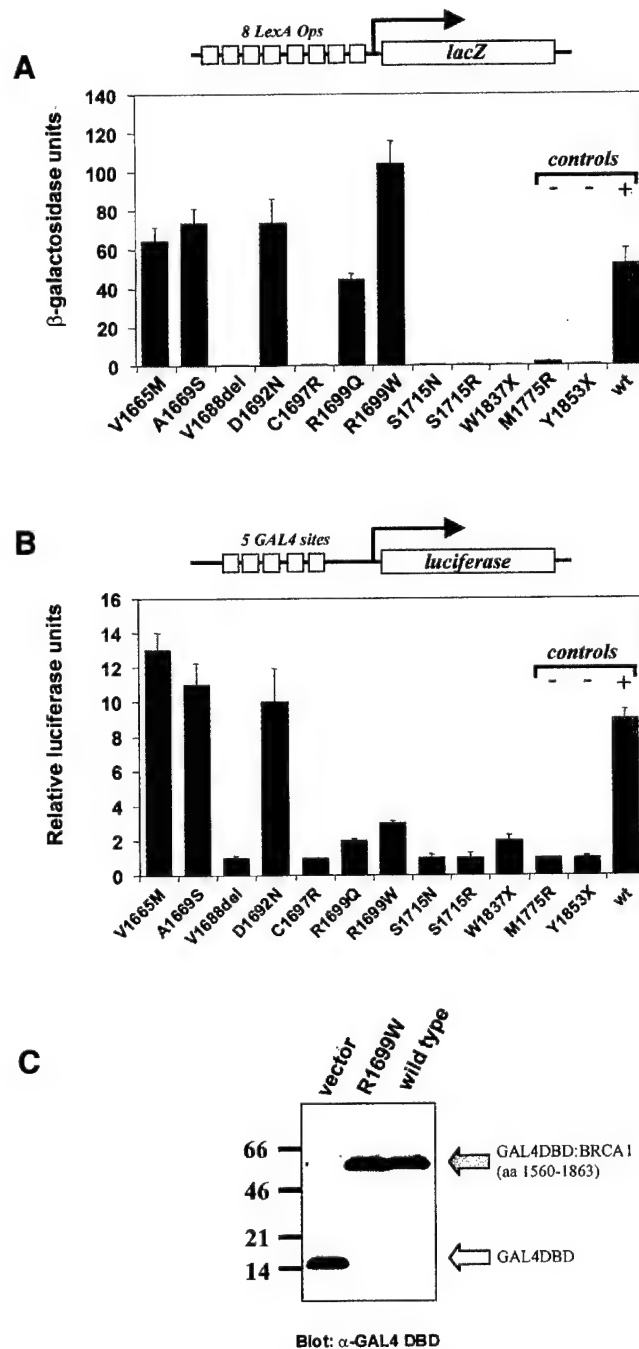 8 LexA Ops
lacZ
A
β-galactosidase units
140
120
100
80
60
40
20
0
controls
- - +
V1665M
A1669S
V1688del
D1692N
C1697R
R1699Q
R1699W
S1715N
S1715R
W1837X
M1775R
Y1853X
wt
5 GAL4 sites
luciferase
B
Relative luciferase units
16
14
12
10
8
6
4
2
0
controls
- - +
V1665M
A1669S
V1688del
D1692N
C1697R
R1699Q
R1699W
S1715N
S1715R
W1837X
M1775R
Y1853X
wt
C
vector
R1699W
wild type
66
46
21
14
GAL4DBD:BRCA1
(aa 1560-1863)
GAL4DBD
Blot: α-GAL4 DBD